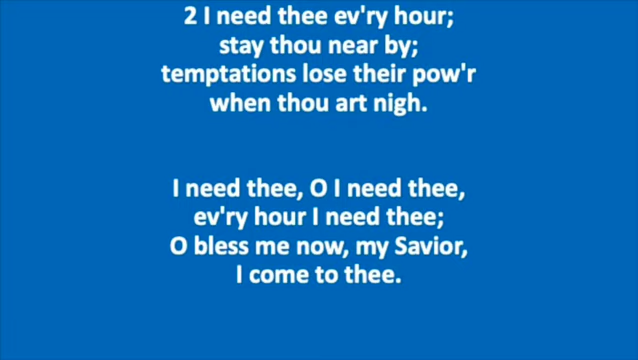 2 I need thee ev'ry hour;
stay thou near by;
temptations lose their pow'r
when thou art nigh.
I need thee, O I need thee,
ev'ry hour I need thee;
O bless me now, my Savior,
I come to thee.